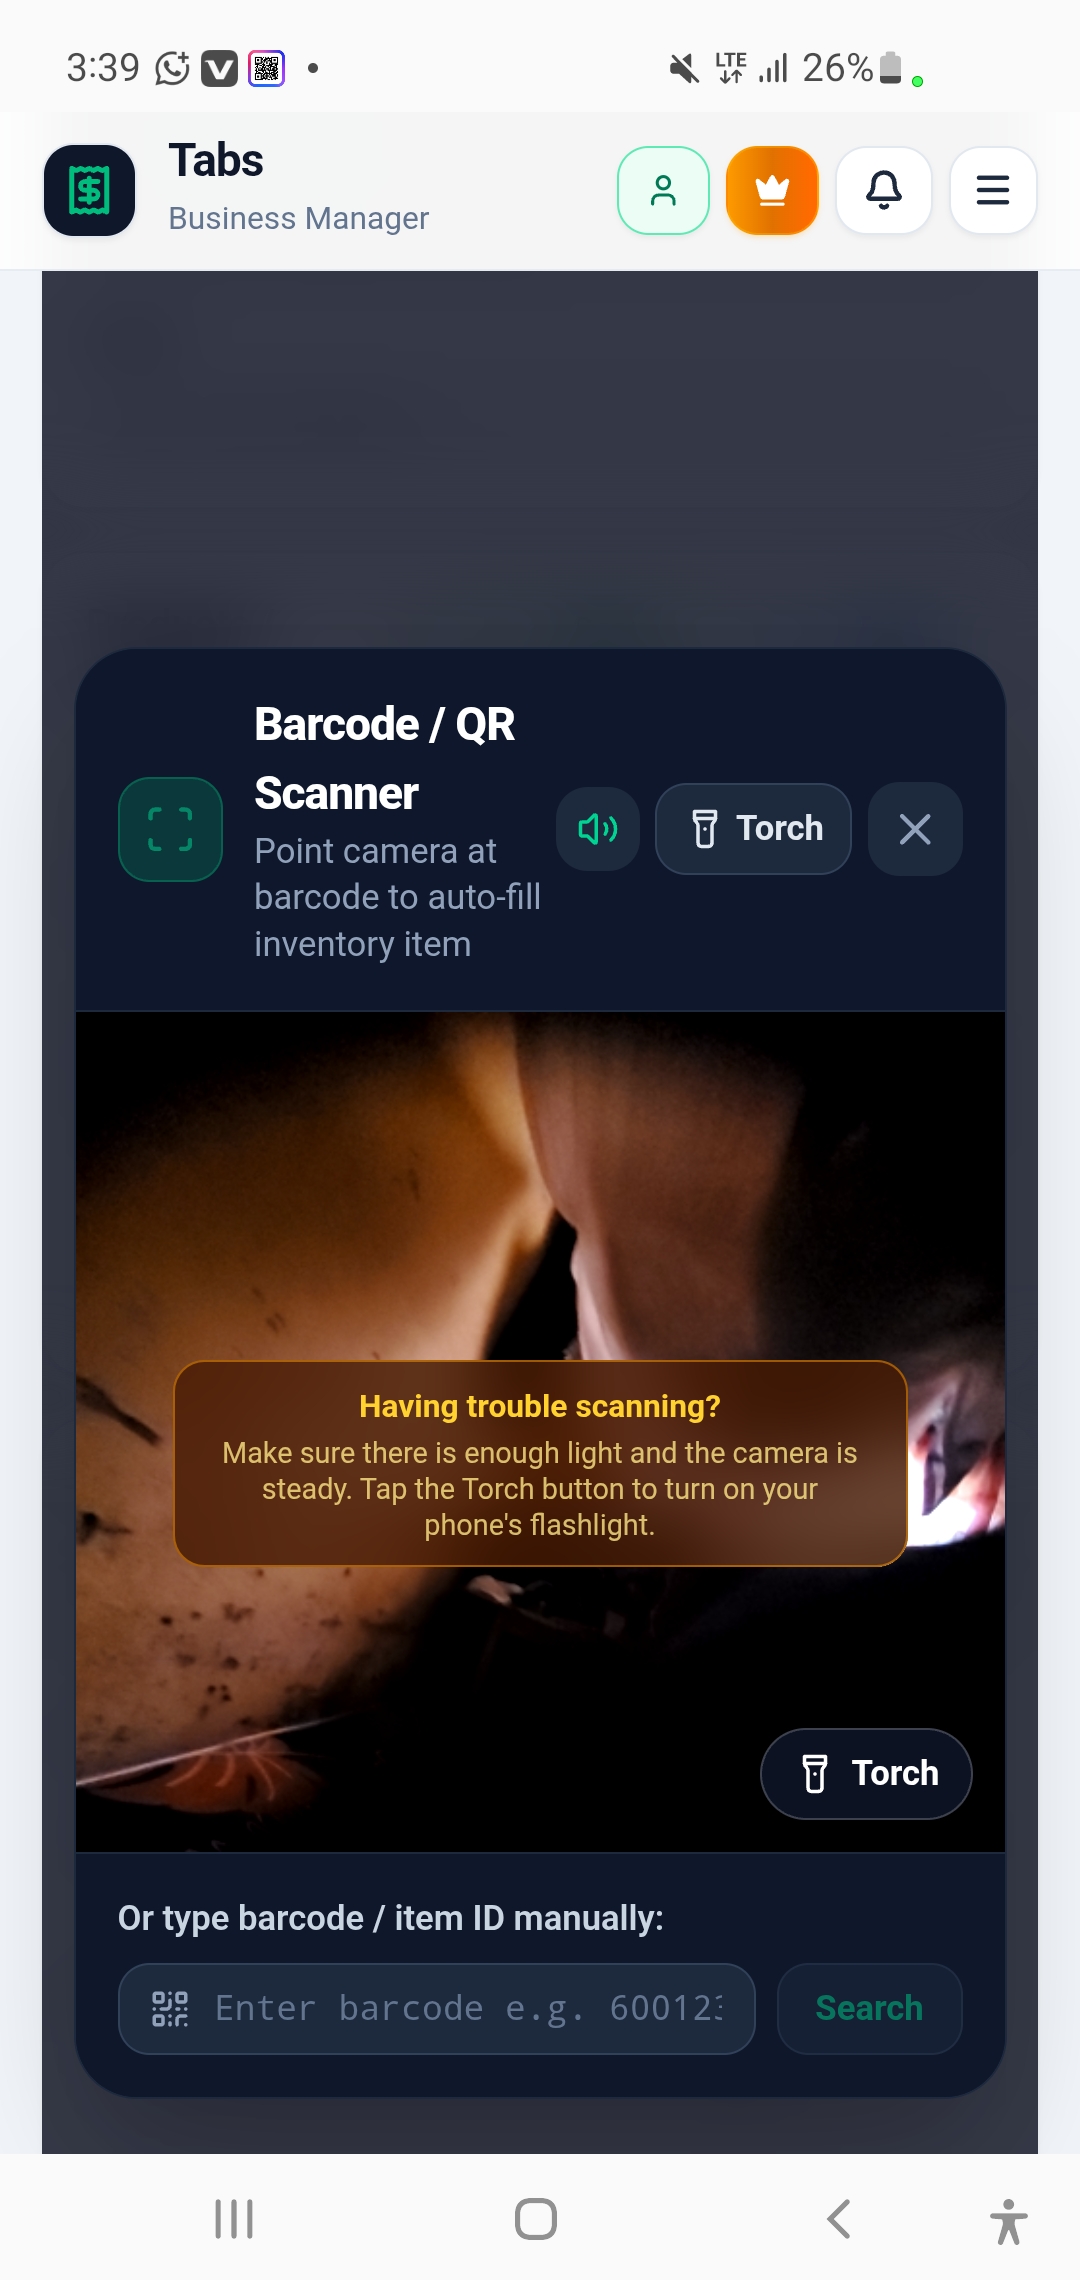 3:39
LTE
26%
Tabs
Business Manager
Barcode / QR
Scanner
Point camera at
barcode to auto-fill
inventory item
Torch
Having trouble scanning?
Make sure there is enough light and the camera is
steady. Tap the Torch button to turn on your
phone's flashlight.
Torch
Or type barcode / item ID manually:
Enter barcode e.g. 600123
Search